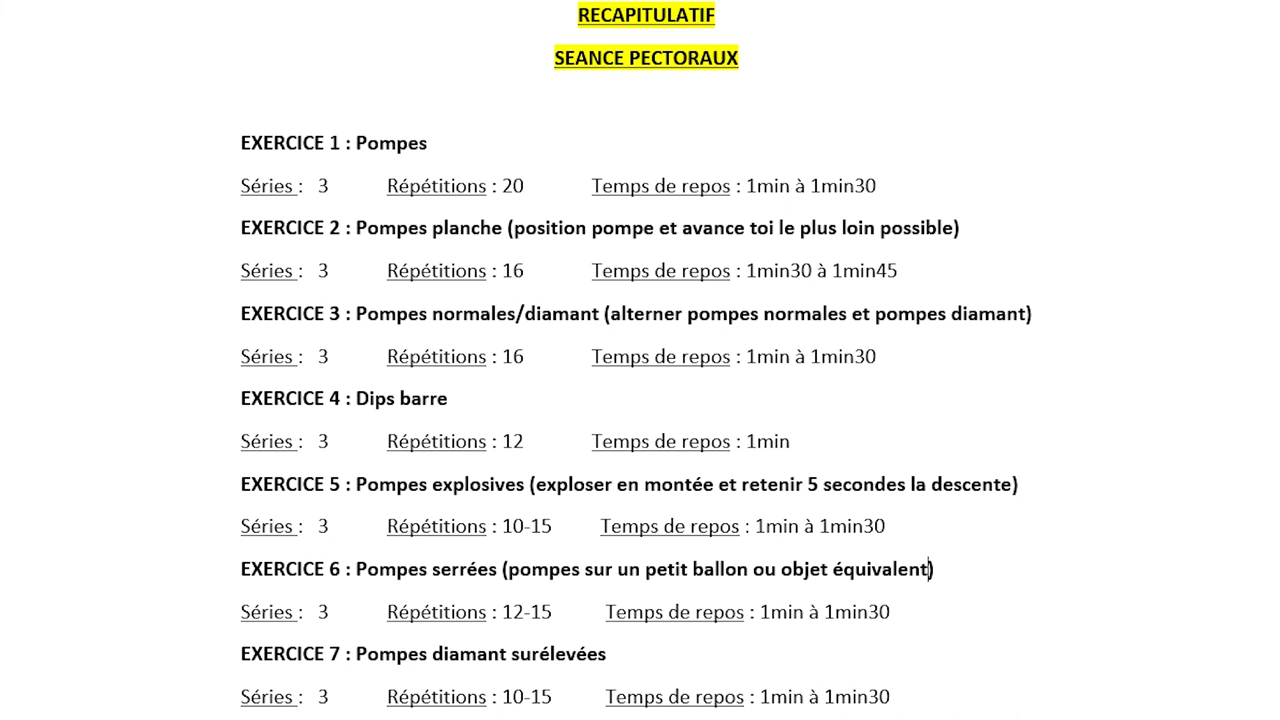 RECAPITULATIF
SEANCE PECTORAUX
EXERCICE 1 : Pompes
Séries : 3 Répétitions : 20 Temps de repos : 1min à 1min30
EXERCICE 2 : Pompes planche (position pompe et avance toi le plus loin possible)
Séries : 3 Répétitions : 16 Temps de repos : 1min30 à 1min45
EXERCICE 3 : Pompes normales/diamant (alterner pompes normales et pompes diamant)
Séries : 3 Répétitions : 16 Temps de repos : 1min à 1min30
EXERCICE 4 : Dips barre
Séries : 3 Répétitions : 12 Temps de repos : 1min
EXERCICE 5 : Pompes explosives (exploser en montée et retenir 5 secondes la descente)
Séries : 3 Répétitions : 10-15 Temps de repos : 1min à 1min30
EXERCICE 6 : Pompes serrées (pompes sur un petit ballon ou objet équivalent)
Séries : 3 Répétitions : 12-15 Temps de repos : 1min à 1min30
EXERCICE 7 : Pompes diamant surélevées
Séries : 3 Répétitions : 10-15 Temps de repos : 1min à 1min30